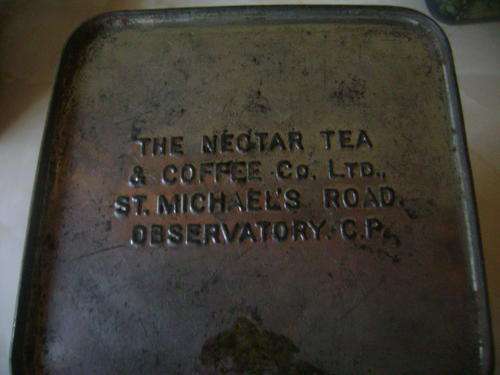 THE NECTAR TEA
& COFFEE Co. LTD.,
ST. MICHAEL'S ROAD,
OBSERVATORY. C.P.